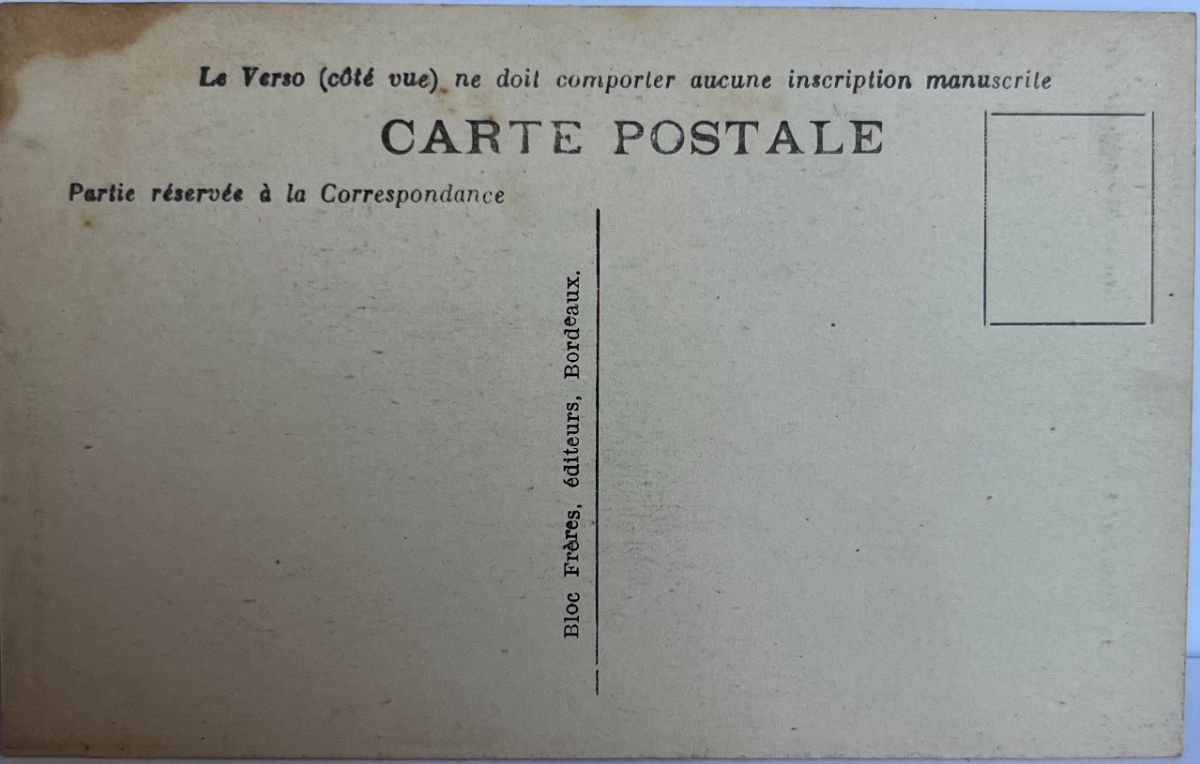 Le Verso (côté vue) ne doit comporter aucune inscription manuscrite
CARTE POSTALE
Partie réservée à la Correspondance
Bloc Frères, éditeurs, Bordeaux.